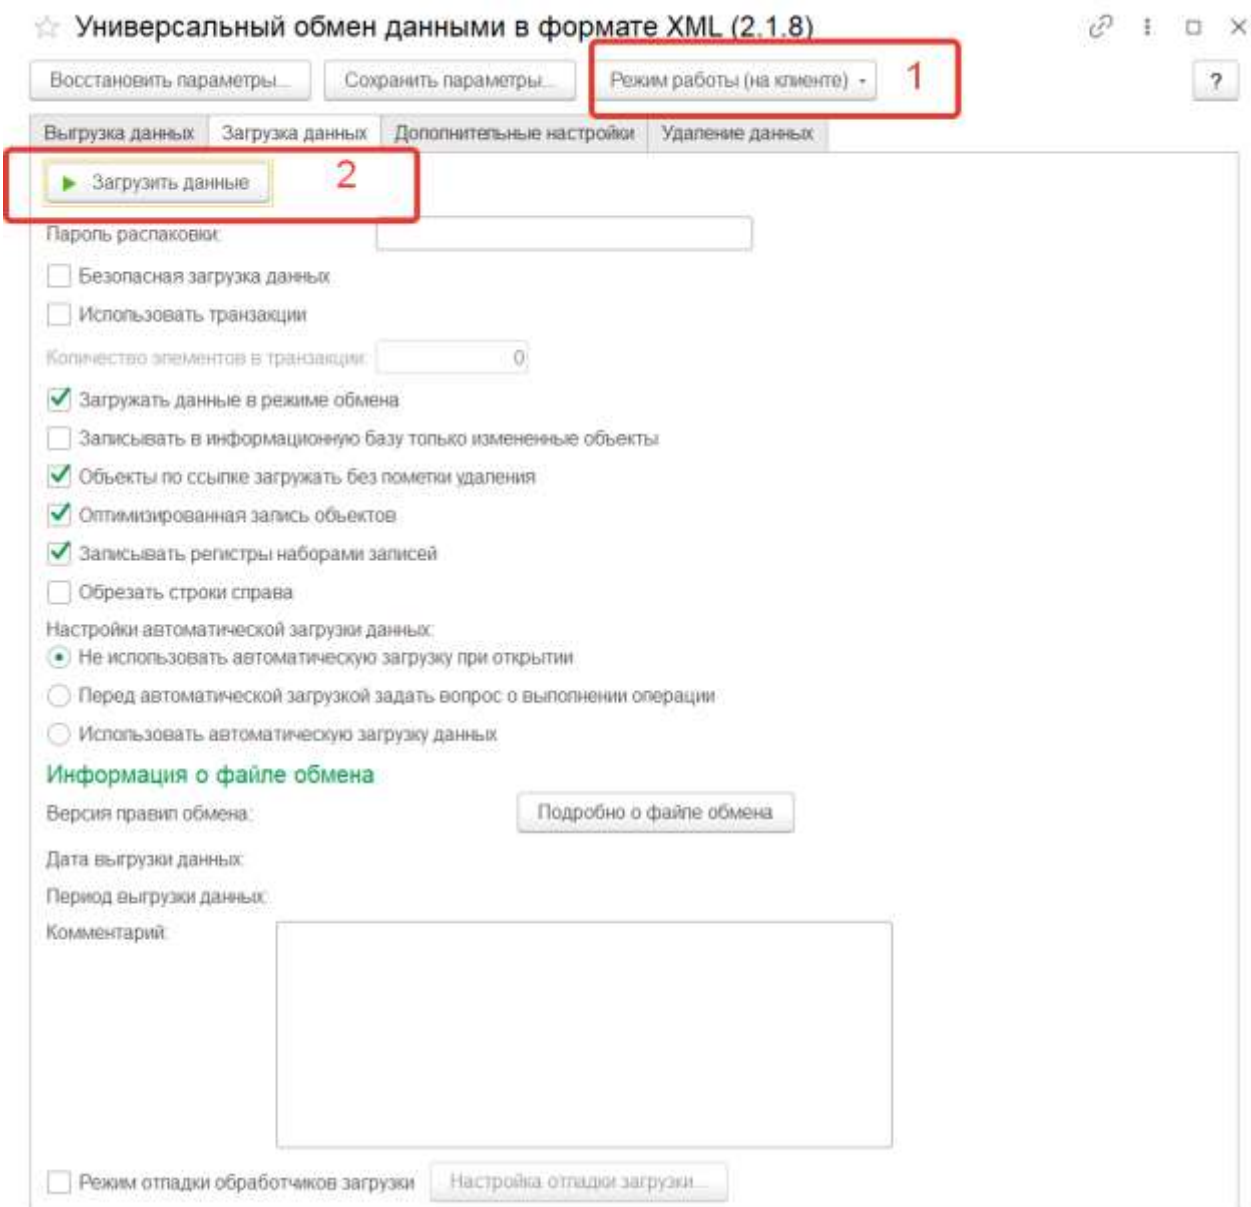 Универсальный обмен данными в формате XML (2.1.8)
Восстановить параметры... Сохранить параметры... Режим работы (на клиенте) 1 ?
Выгрузка данных Загрузка данных Дополнительные настройки Удаление данных
Загрузить данные 2
Пароль распаковки:
Безопасная загрузка данных
Использовать транзакции
Количество элементов в транзакции: 0
Загружать данные в режиме обмена
Записывать в информационную базу только измененные объекты
Объекты по ссылке загружать без пометки удаления
Оптимизированная запись объектов
Записывать регистры наборами записей
Обрезать строки справа
Настройки автоматической загрузки данных:
Не использовать автоматическую загрузку при открытии
Перед автоматической загрузкой задать вопрос о выполнении операции
Использовать автоматическую загрузку данных
Информация о файле обмена
Версия правил обмена: Подробно о файле обмена
Дата выгрузки данных:
Период выгрузки данных:
Комментарий:
Режим отладки обработчиков загрузки Настройка отладки загрузки...